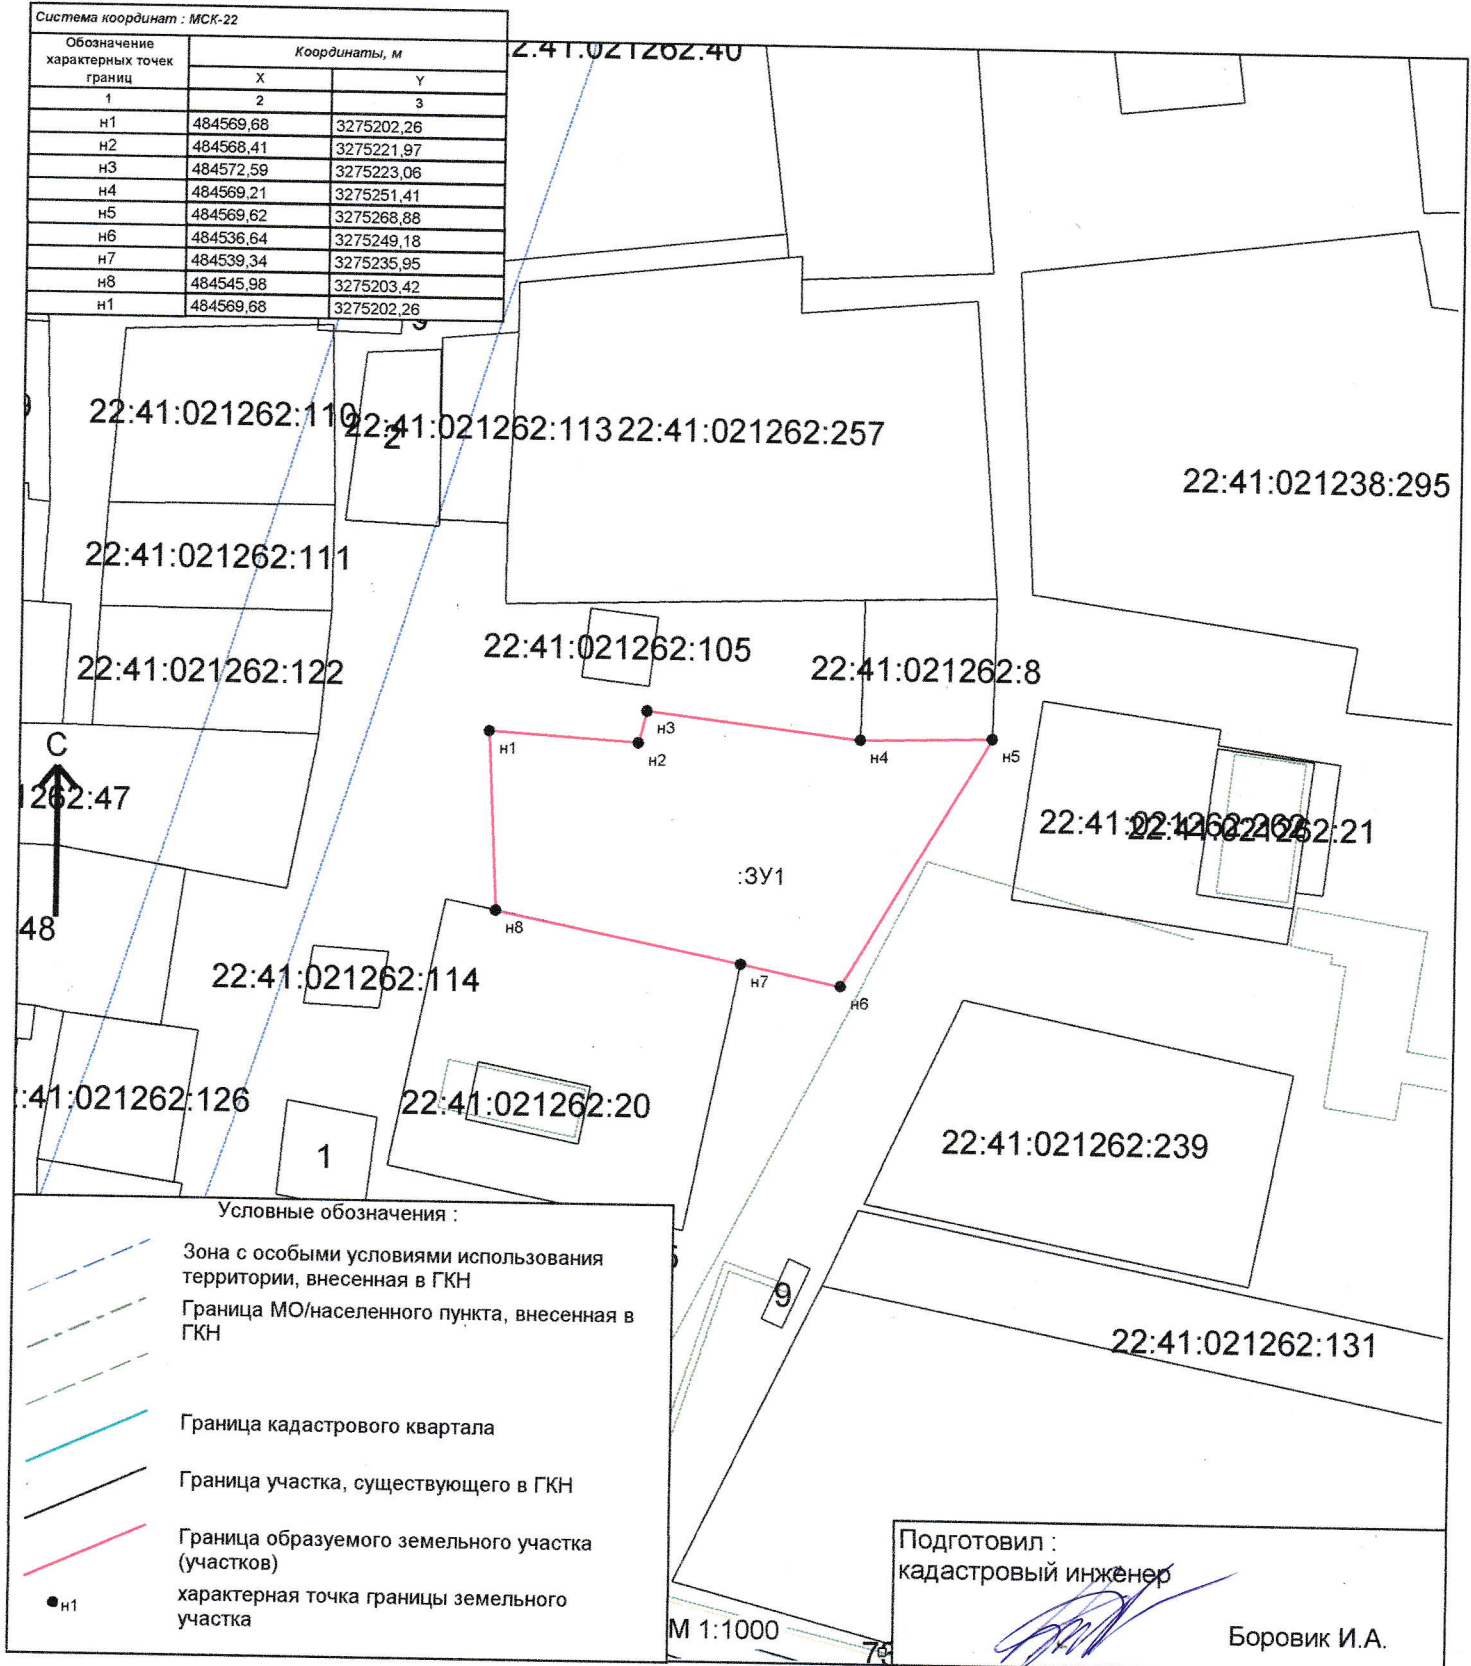 Система координат : МСК-22
Обозначение характерных точек границ
Координаты, м
X Y
1 2 3
н1 484569,68 3275202,26
н2 484568,41 3275221,97
н3 484572,59 3275223,06
н4 484569,21 3275251,41
н5 484569,62 3275268,88
н6 484536,64 3275249,18
н7 484539,34 3275235,95
н8 484545,98 3275203,42
н1 484569,68 3275202,26
22:41:021262:110
22:41:021262:113
2
22:41:021262:257
22:41:021238:295
22:41:021262:111
22:41:021262:105
22:41:021262:122
22:41:021262:8
н1
н2
н3
н4
н5
С
1262:47
22:41:021262:21
:ЗУ1
н8
48
22:41:021262:114
н7
н6
:41:021262:126
22:41:021262:20
1
22:41:021262:239
9
22:41:021262:131
Условные обозначения :
Зона с особыми условиями использования
территории, внесенная в ГКН
Граница МО/населенного пункта, внесенная в
ГКН
Граница кадастрового квартала
Граница участка, существующего в ГКН
Граница образуемого земельного участка
(участков)
н1
характерная точка границы земельного
участка
М 1:1000
Подготовил :
кадастровый инженер
Боровик И.А.